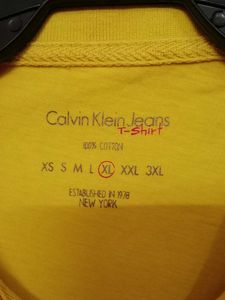 Calvin Klein Jeans
T-Shirt
100% COTTON
XS S M L XL XXL 3XL
ESTABLISHED IN 1978
NEW YORK